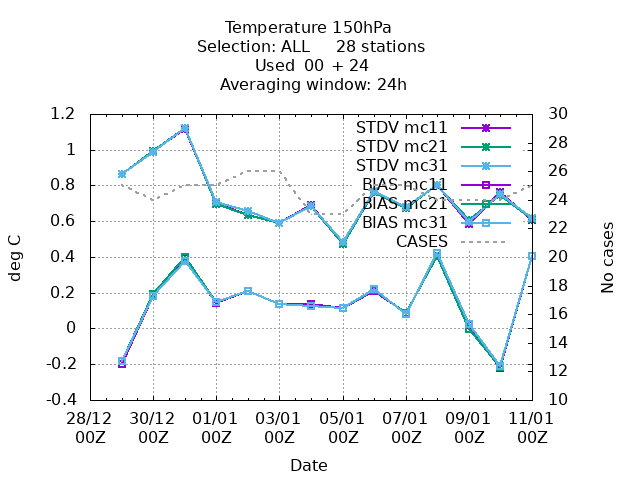 Temperature 150hPa
Selection: ALL 28 stations
Used 00 + 24
Averaging window: 24h
1.2
1
0.8
0.6
0.4
0.2
0
-0.2
-0.4
deg C
30
28
26
24
22
20
18
16
14
12
10
No cases
STDV mc11
STDV mc21
STDV mc31
BIAS mc11
BIAS mc21
BIAS mc31
CASES
28/12 30/12 01/01 03/01 05/01 07/01 09/01 11/01
00Z 00Z 00Z 00Z 00Z 00Z 00Z 00Z
Date